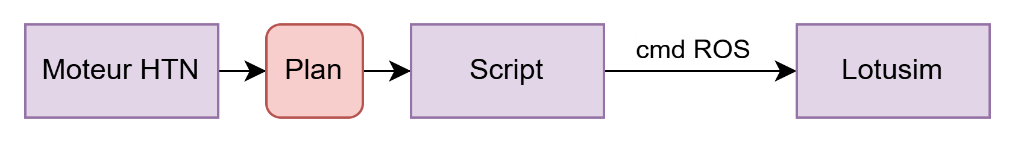 Moteur HTN
Plan
Script
cmd ROS
Lotusim